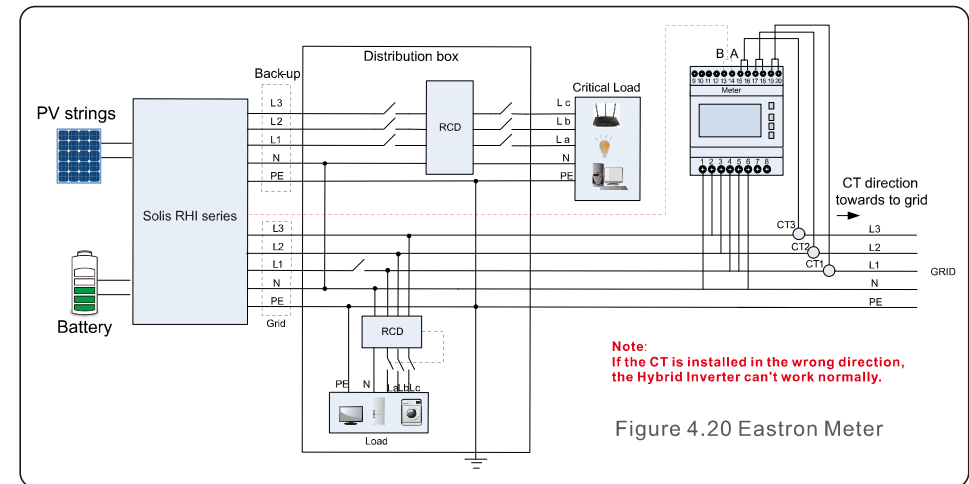 Distribution box
Back-up
PV strings
Solis RHI series
Battery
L3
L2
L1
N
PE
RCD
L c
L b
L a
N
PE
Critical Load
B A
9 10 11 12 13 14 15 16 17 18 19 20
Meter
1 2 3 4 5 6 7 8
CT direction
towards to grid
CT3
CT2
CT1
L3
L2
L1
N
PE
GRID
L3
L2
L1
N
PE
Grid
RCD
PE N LaLbLc
Load
Note:
If the CT is installed in the wrong direction,
the Hybrid Inverter can't work normally.
Figure 4.20 Eastron Meter